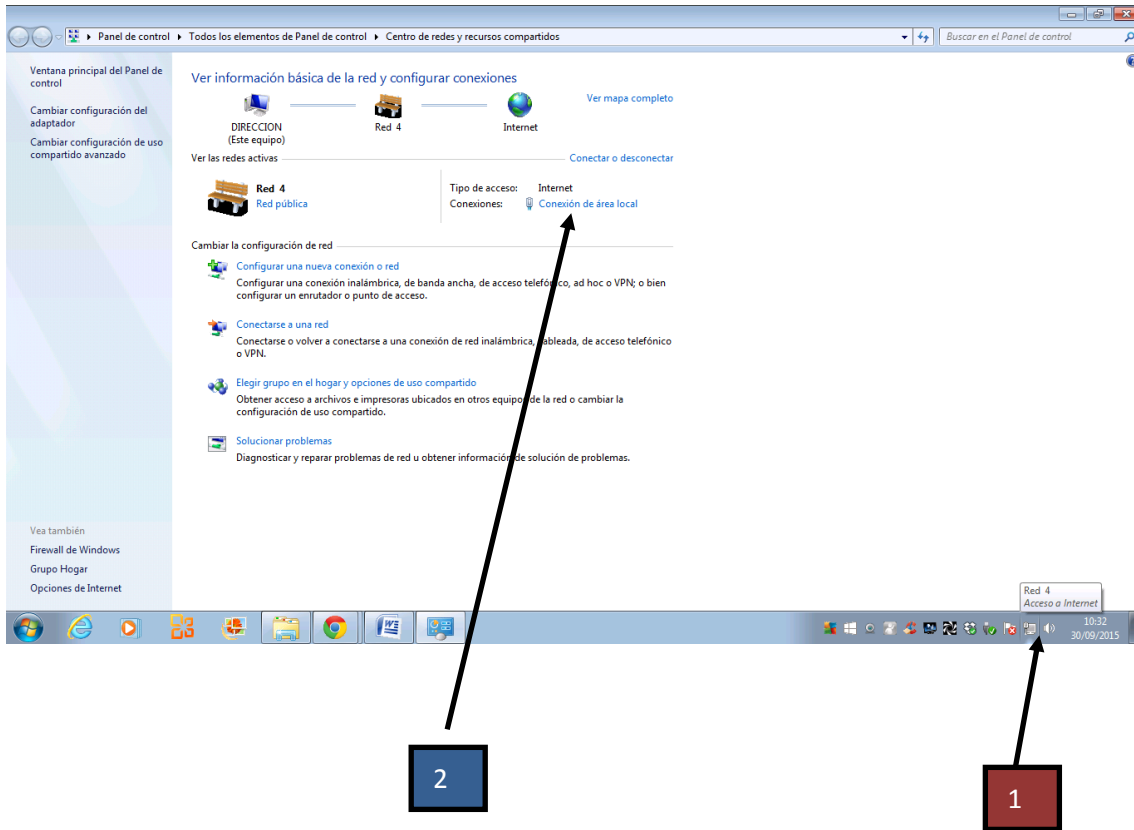 Panel de control ▸ Todos los elementos de Panel de control ▸ Centro de redes y recursos compartidos
Buscar en el Panel de control
Ventana principal del Panel de
control
Cambiar configuración del
adaptador
Cambiar configuración de uso
compartido avanzado
Ver información básica de la red y configurar conexiones
Ver mapa completo
DIRECCION
(Este equipo)
Red 4
Internet
Ver las redes activas
Conectar o desconectar
Red 4
Red pública
Tipo de acceso: Internet
Conexiones: Conexión de área local
Cambiar la configuración de red
Configurar una nueva conexión o red
Configurar una conexión inalámbrica, de banda ancha, de acceso telefónico, ad hoc o VPN; o bien
configurar un enrutador o punto de acceso.
Conectarse a una red
Conectarse o volver a conectarse a una conexión de red inalámbrica, cableada, de acceso telefónico
o VPN.
Elegir grupo en el hogar y opciones de uso compartido
Obtener acceso a archivos e impresoras ubicados en otros equipos de la red o cambiar la
configuración de uso compartido.
Solucionar problemas
Diagnosticar y reparar problemas de red u obtener información de solución de problemas.
Vea también
Firewall de Windows
Grupo Hogar
Opciones de Internet
Red 4
Acceso a Internet
10:32
30/09/2015
2
1